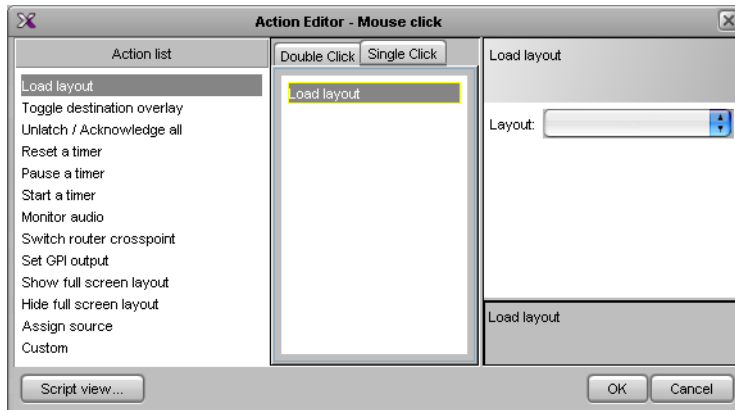 Action Editor - Mouse click
Action list
Load layout
Toggle destination overlay
Unlatch / Acknowledge all
Reset a timer
Pause a timer
Start a timer
Monitor audio
Switch router crosspoint
Set GPI output
Show full screen layout
Hide full screen layout
Assign source
Custom
Double Click Single Click
Load layout
Load layout
Layout:
Load layout
Script view...
OK Cancel